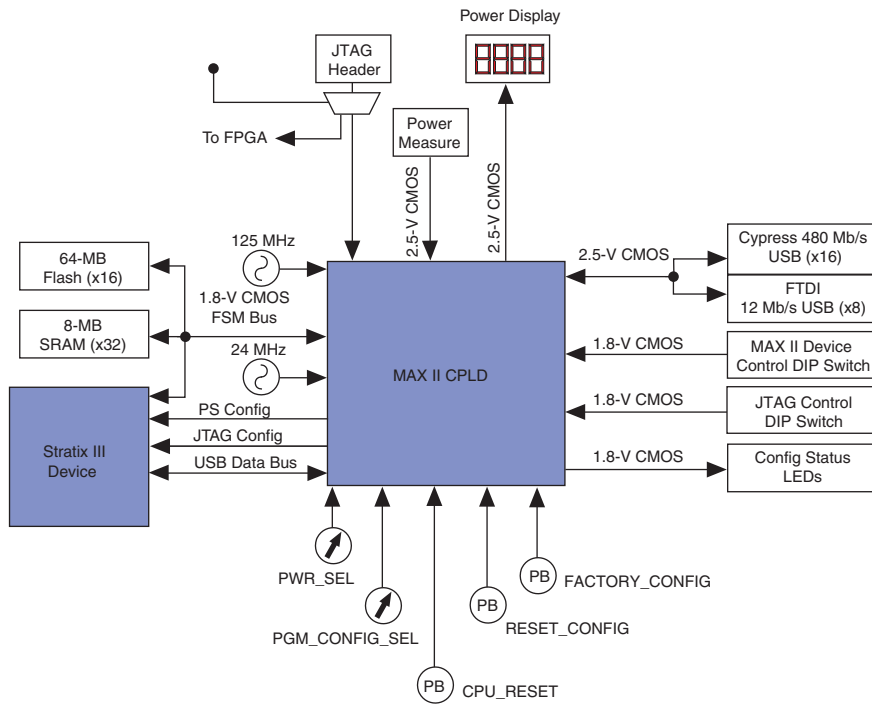 Power Display
8888
JTAG
Header
To FPGA
Power
Measure
2.5-V CMOS
2.5-V CMOS
125 MHz
64-MB
Flash (x16)
1.8-V CMOS
FSM Bus
8-MB
SRAM (x32)
24 MHz
MAX II CPLD
2.5-V CMOS
Cypress 480 Mb/s
USB (x16)
FTDI
12 Mb/s USB (x8)
1.8-V CMOS
MAX II Device
Control DIP Switch
1.8-V CMOS
JTAG Control
DIP Switch
1.8-V CMOS
Config Status
LEDs
Stratix III
Device
PS Config
JTAG Config
USB Data Bus
PWR_SEL
PGM_CONFIG_SEL
PB
CPU_RESET
PB
RESET_CONFIG
PB
FACTORY_CONFIG